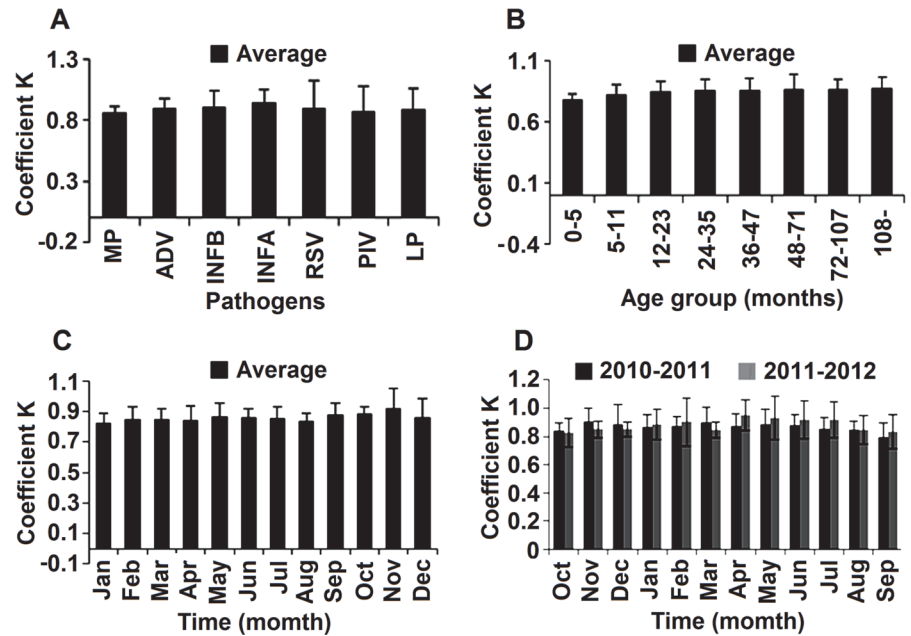 A
Average
Coefficient K
1.3
0.8
0.3
-0.2
MP
ADV
INFB
INFA
RSV
PIV
LP
Pathogens
B
Average
Coefficient K
1.1
0.6
0.1
-0.4
0-5
5-11
12-23
24-35
36-47
48-71
72-107
108-
Age group (months)
C
Average
Coefficient K
1.1
0.9
0.7
0.5
0.3
0.1
-0.1
Jan
Feb
Mar
Apr
May
Jun
Jul
Aug
Sep
Oct
Nov
Dec
Time (momth)
D
2010-2011
2011-2012
Coefficient K
1.2
1.0
0.8
0.6
0.4
0.2
0
Oct
Nov
Dec
Jan
Feb
Mar
Apr
May
Jun
Jul
Aug
Sep
Time (momth)